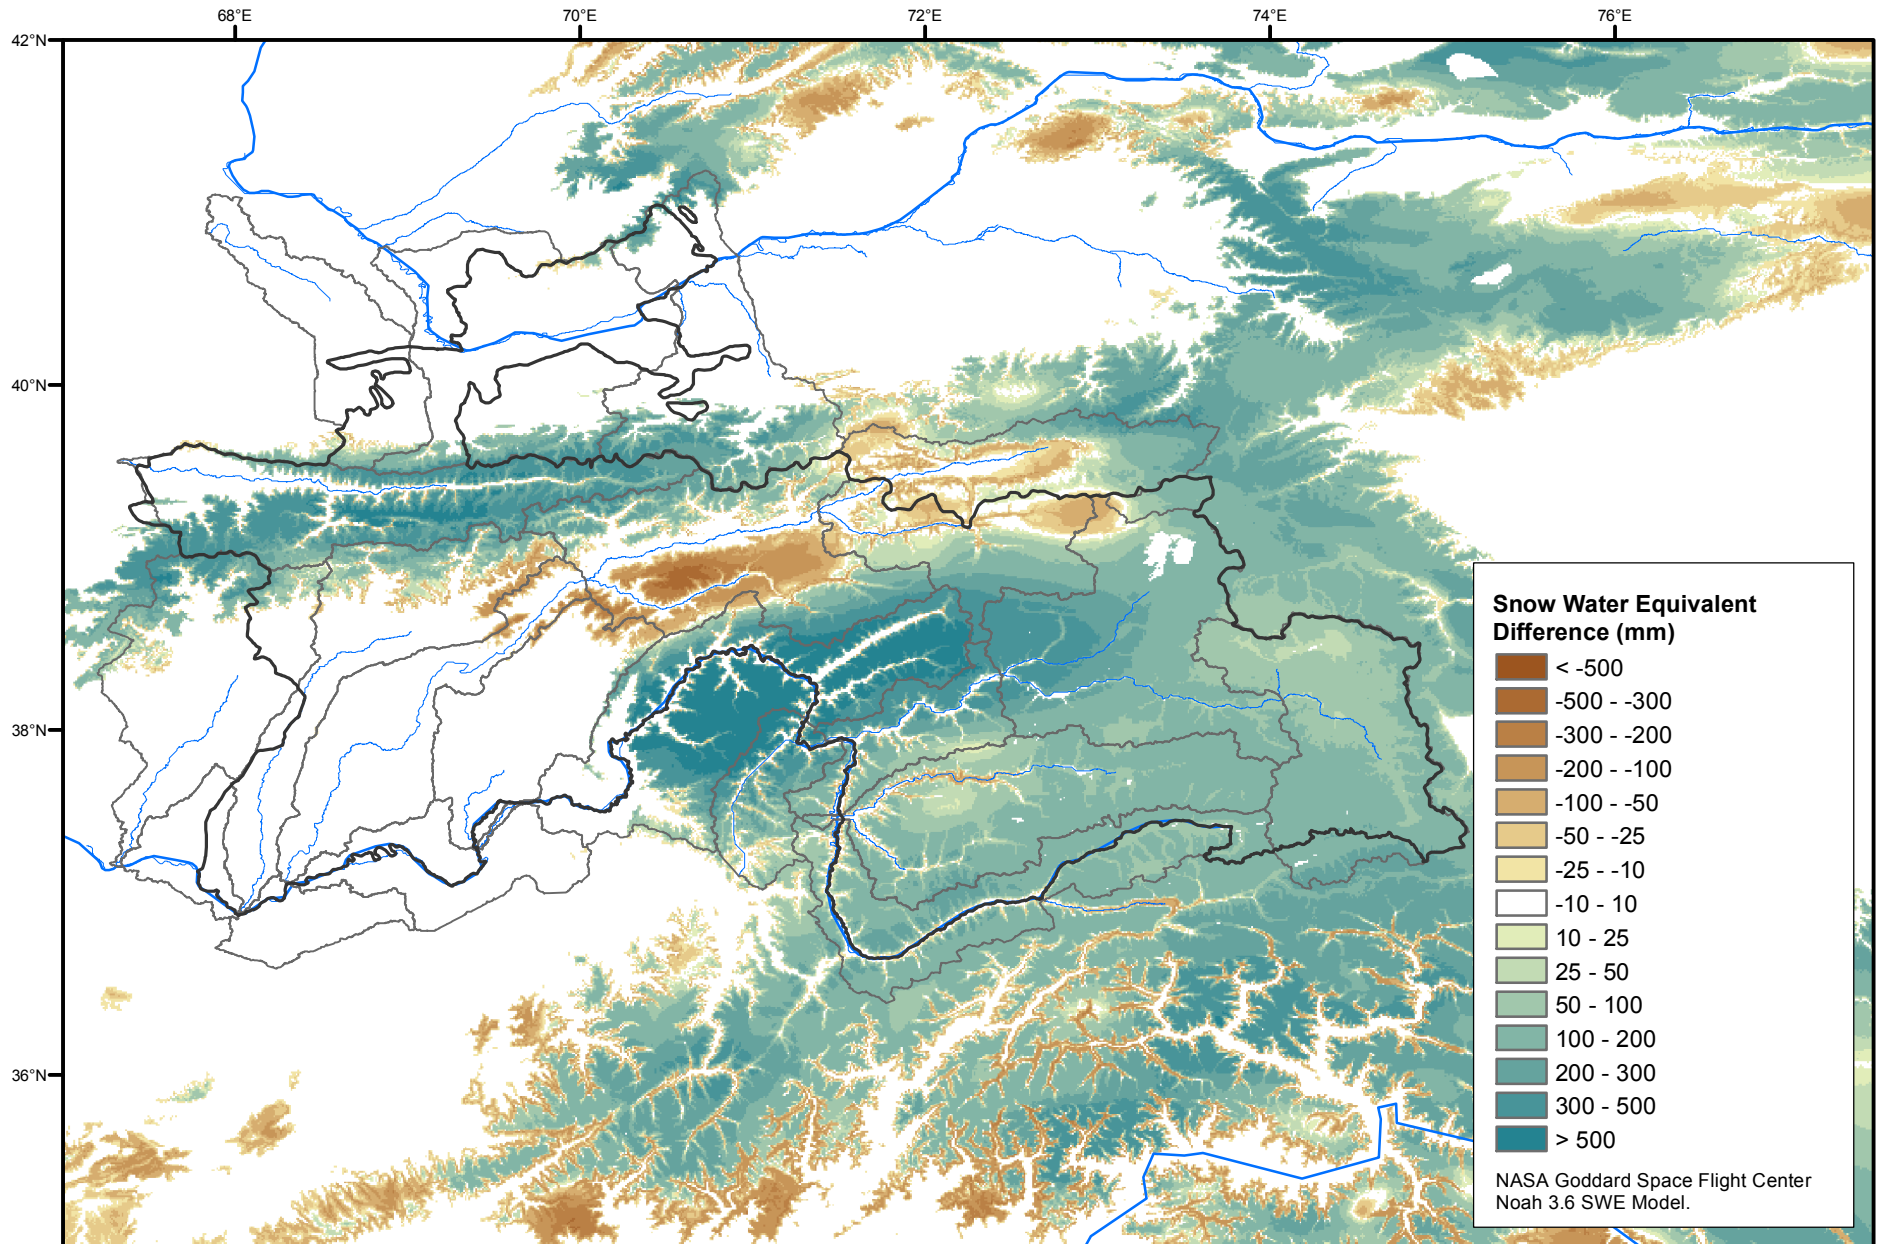 68°E
70°E
72°E
74°E
76°E
42°N
40°N
38°N
36°N
Snow Water Equivalent
Difference (mm)
< -500
-500 - -300
-300 - -200
-200 - -100
-100 - -50
-50 - -25
-25 - -10
-10 - 10
10 - 25
25 - 50
50 - 100
100 - 200
200 - 300
300 - 500
> 500
NASA Goddard Space Flight Center
Noah 3.6 SWE Model.